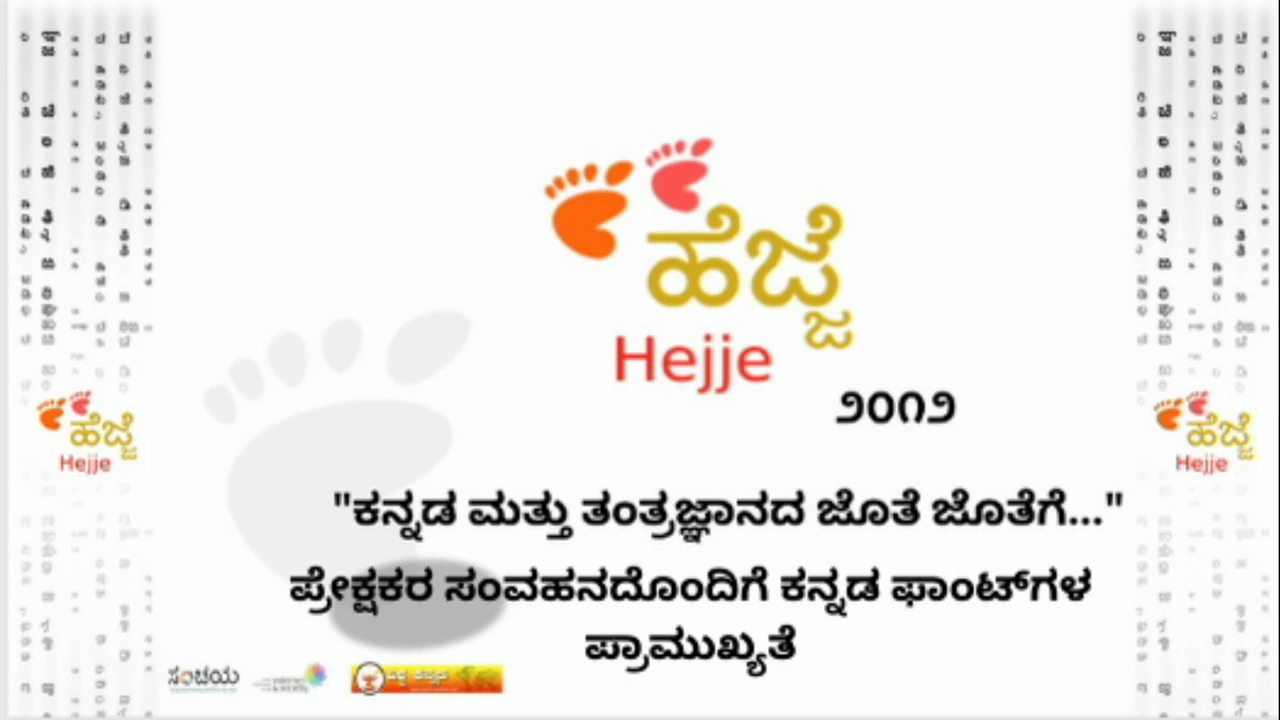 ಹೆಜ್ಜೆ
Hejje
೨೦೧೨
"ಕನ್ನಡ ಮತ್ತು ತಂತ್ರಜ್ಞಾನದ ಜೊತೆ ಜೊತೆಗೆ..."
ಪ್ರೇಕ್ಷಕರ ಸಂವಹನದೊಂದಿಗೆ ಕನ್ನಡ ಫಾಂಟ್‌ಗಳ
ಪ್ರಾಮುಖ್ಯತೆ
ಹೆಜ್ಜೆ
Hejje
ಹೆಜ್ಜೆ
Hejje
ಸಂಚಯ